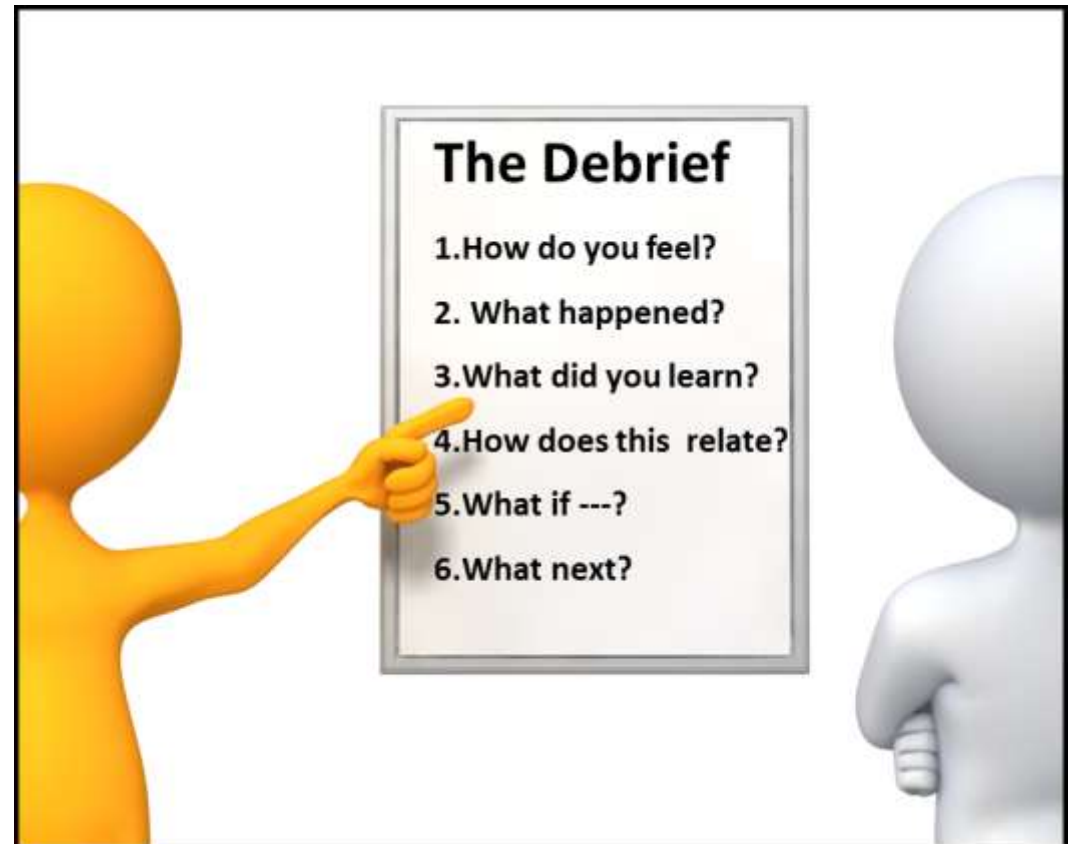 The Debrief
1.How do you feel?
2. What happened?
3.What did you learn?
4.How does this  relate?
5.What if ---?
6.What next?